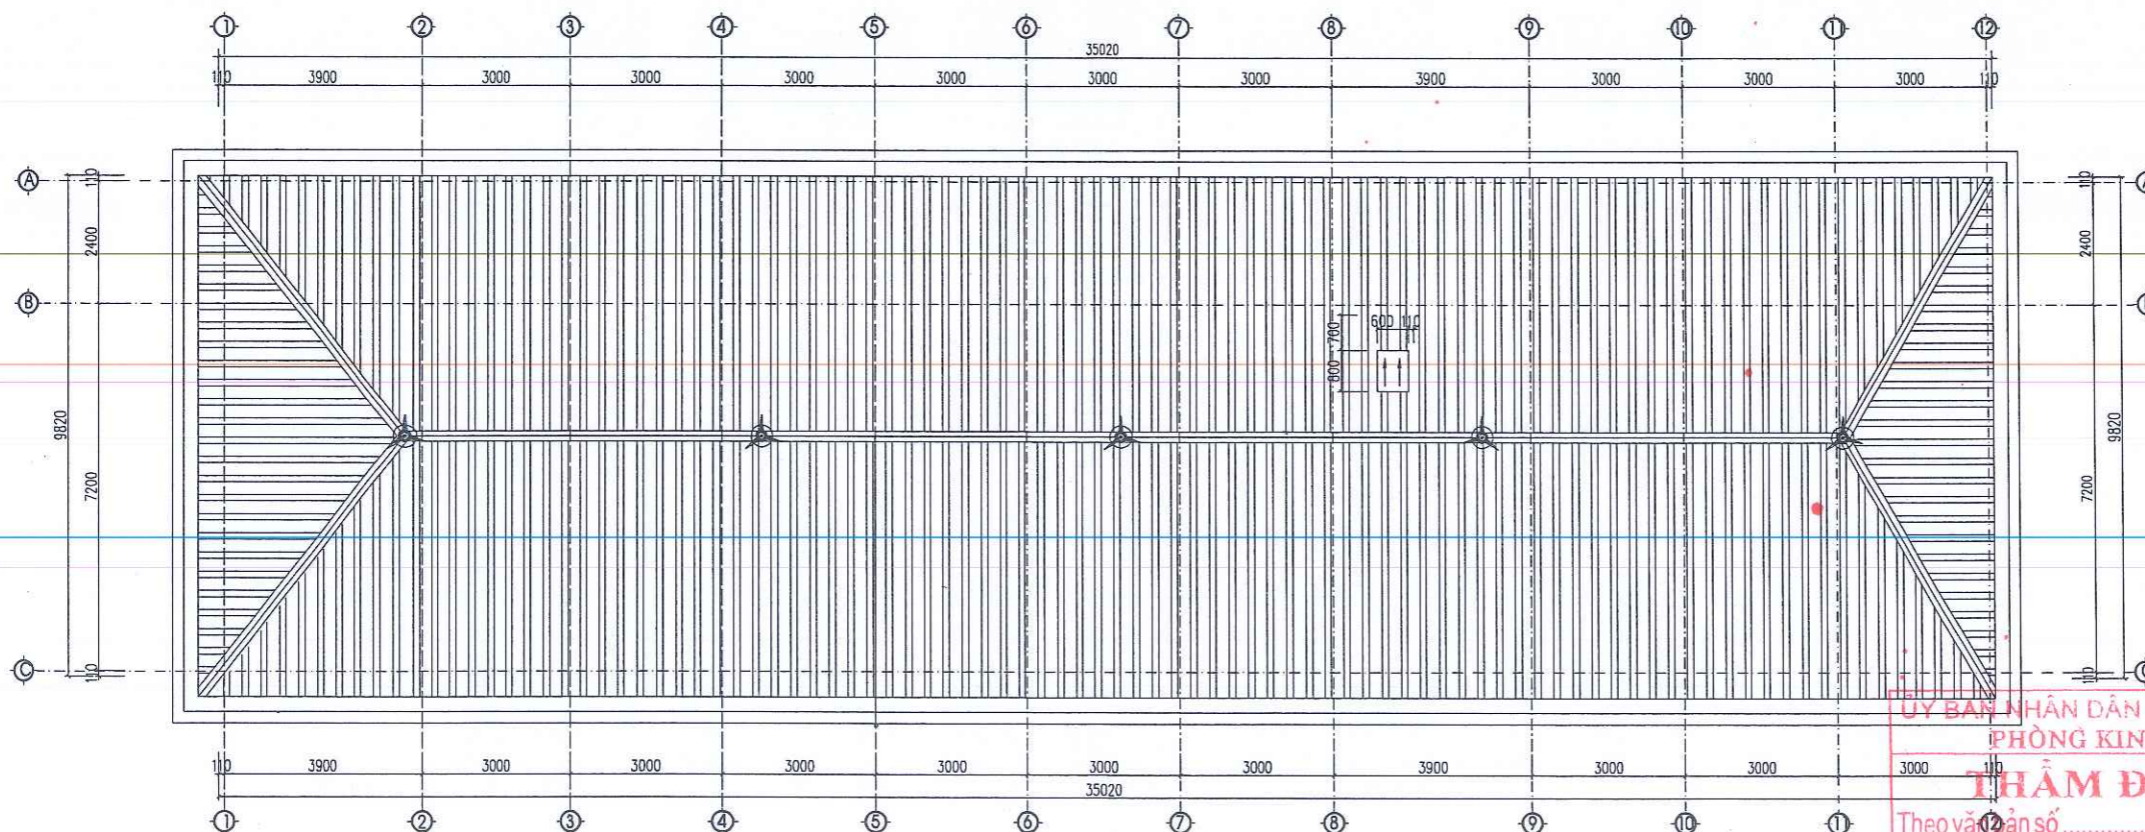 1 2 3 4 5 6 7 8 9 10 11 12
35020
110 3900 3000 3000 3000 3000 3000 3000 3900 3000 3000 3000 110
A 110 110
2400 2400
B
600 110
700
800
9820 9820
7200 7200
C 110 110 C
ỦY BAN NHÂN DÂN
PHÒNG KIN
110 3900 3000 3000 3000 3000 3000 3000 3900 3000 3000 3000 110
THẨM Đ
35020
Theo văn bản số
1 2 3 4 5 6 7 8 9 10 11 12